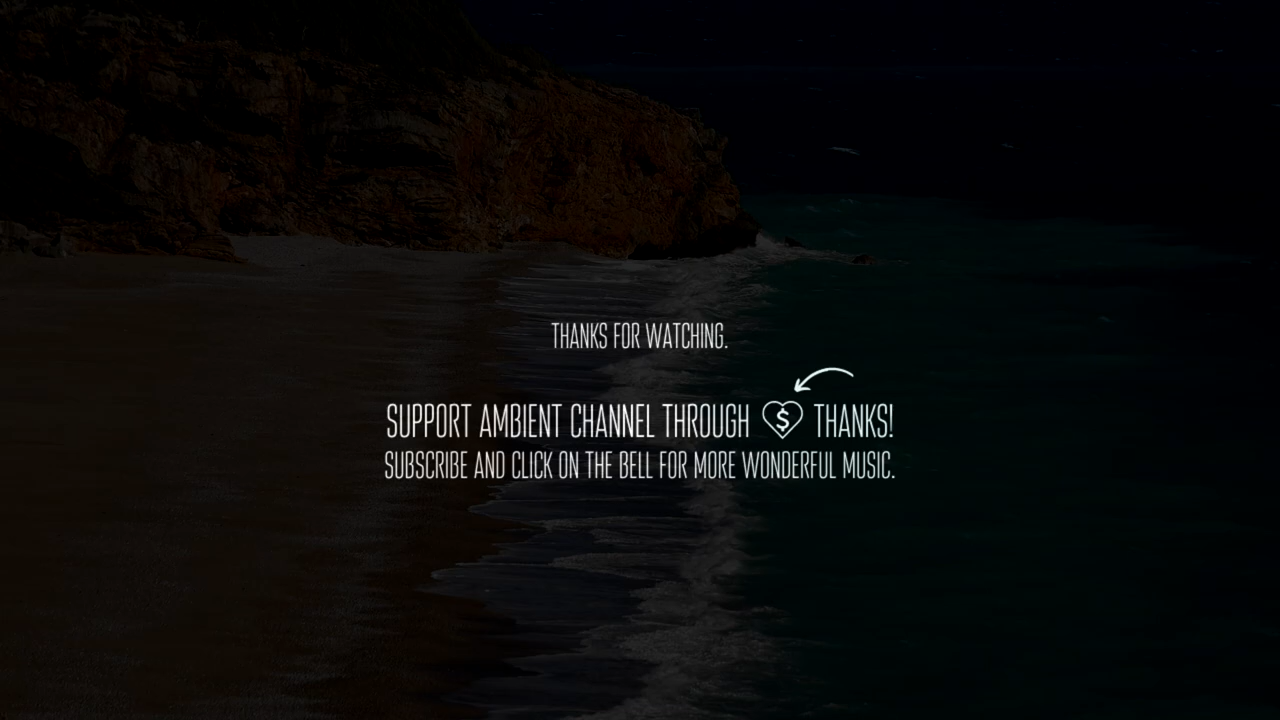 THANKS FOR WATCHING.
SUPPORT AMBIENT CHANNEL THROUGH $ THANKS!
SUBSCRIBE AND CLICK ON THE BELL FOR MORE WONDERFUL MUSIC.